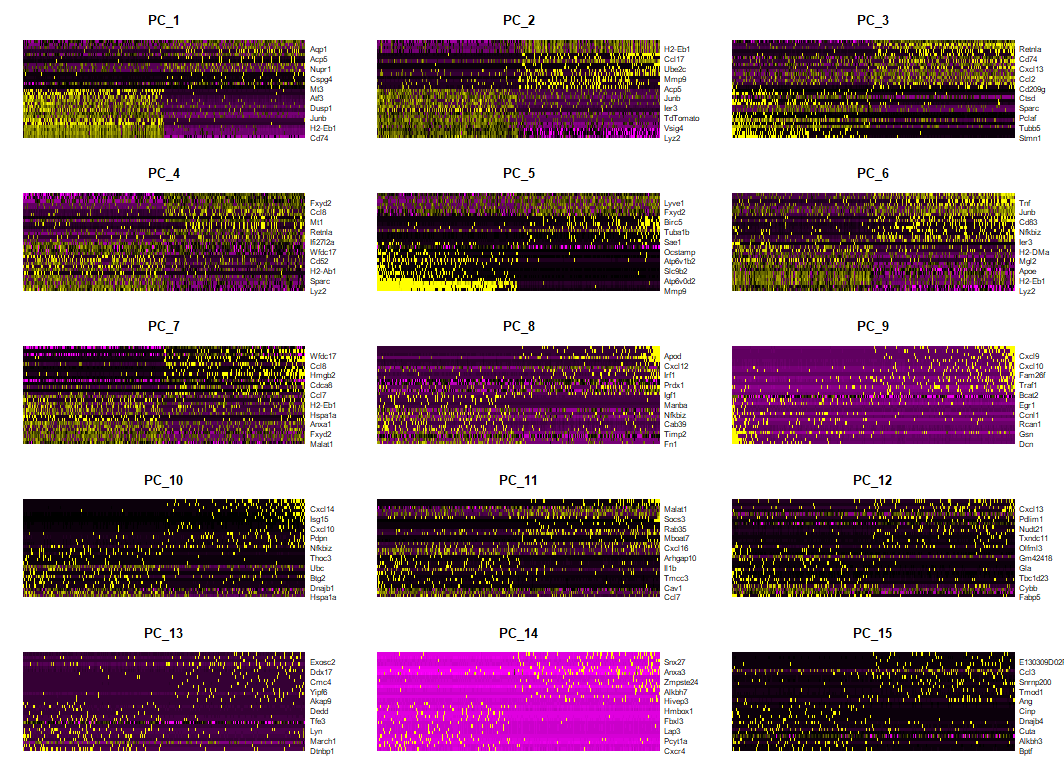 PC_1
Aqp1
Acp5
Nupr1
Cspg4
Mt3
Atf3
Dusp1
Junb
H2-Eb1
Cd74
PC_2
H2-Eb1
Ccl17
Ube2c
Mmp9
Acp5
Junb
Ier3
TdTomato
Vsig4
Lyz2
PC_3
Retnla
Cd74
Cxcl13
Ccl2
Cd209g
Ctsd
Sparc
Pclaf
Tubb5
Stmn1
PC_4
Fxyd2
Ccl8
Mt1
Retnla
Ifi27l2a
Wfdc17
Cd52
H2-Ab1
Sparc
Lyz2
PC_5
Lyve1
Fxyd2
Birc5
Tuba1b
Sae1
Ocstamp
Atp6v1b2
Slc9b2
Atp6v0d2
Mmp9
PC_6
Tnf
Junb
Cd83
Nfkbiz
Ier3
H2-DMa
Mgl2
Apoe
H2-Eb1
Lyz2
PC_7
Wfdc17
Ccl8
Hmgb2
Cdca8
Ccl7
H2-Eb1
Hspa1a
Anxa1
Fxyd2
Malat1
PC_8
Apod
Cxcl12
Irf1
Prdx1
Igf1
Manba
Nfkbiz
Cab39
Timp2
Fn1
PC_9
Cxcl9
Cxcl10
Fam26f
Traf1
Bcat2
Egr1
Ccnl1
Rcan1
Gsn
Dcn
PC_10
Cxcl14
Isg15
Cxcl10
Pdpn
Nfkbiz
Thoc3
Ubc
Btg2
Dnajb1
Hspa1a
PC_11
Malat1
Socs3
Rab35
Mboat7
Cxcl16
Arhgap10
Il1b
Tmcc3
Cav1
Ccl7
PC_12
Cxcl13
Pdlim1
Nudt21
Txndc11
Olfml3
Gm42418
Gla
Tbc1d23
Cybb
Fabp5
PC_13
Exosc2
Ddx17
Cmc4
Yipf6
Akap9
Dedd
Tfe3
Lyn
March1
Dtnbp1
PC_14
Snx27
Anxa3
Zmpste24
Alkbh7
Hivep3
Hmbox1
Fbxl3
Lap3
Pcyt1a
Cxcr4
PC_15
E130309D02
Ccl3
Snrnp200
Tmod1
Ang
Cinp
Dnajb4
Cuta
Alkbh3
Bptf